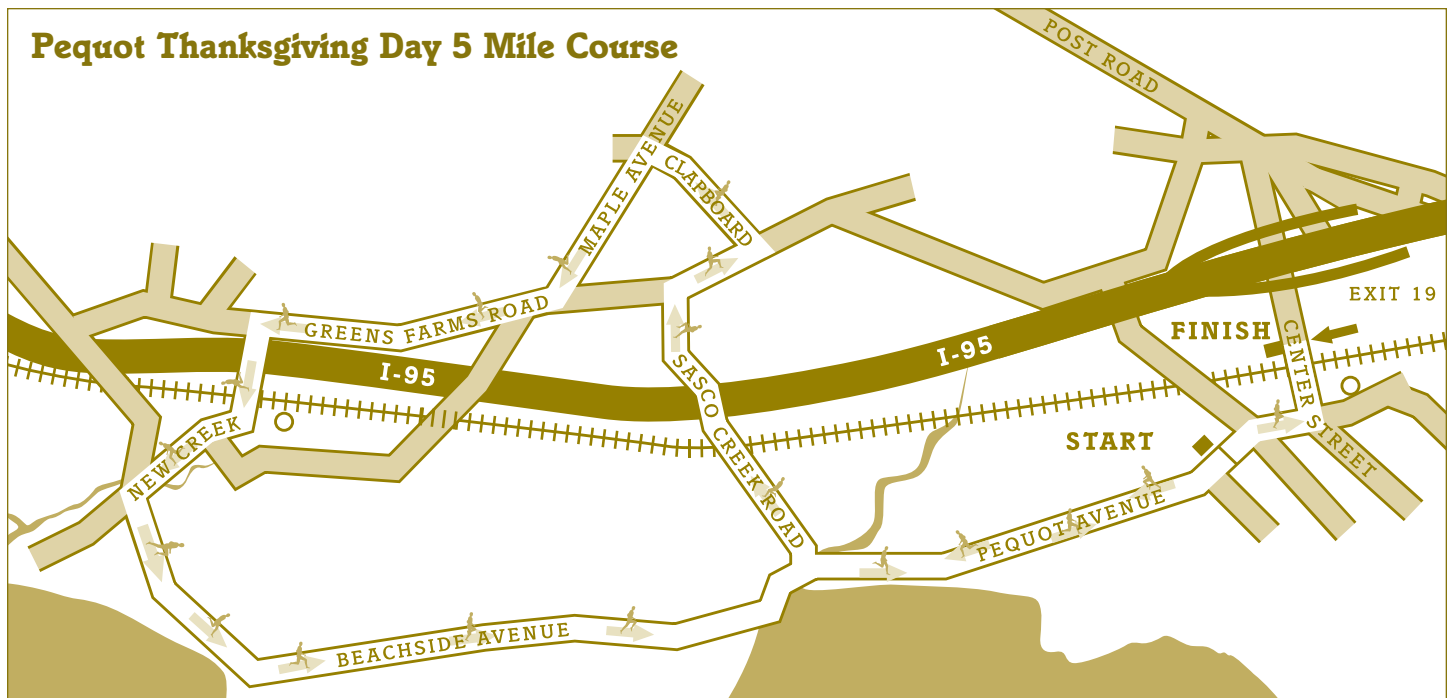 Pequot Thanksgiving Day 5 Mile Course
POST ROAD
MAPLE AVENUE
CLAPBOARD
GREENS FARMS ROAD
EXIT 19
FINISH
CENTER STREET
I-95
I-95
SASCO CREEK ROAD
NEW CREEK
START
PEQUOT AVENUE
BEACHSIDE AVENUE